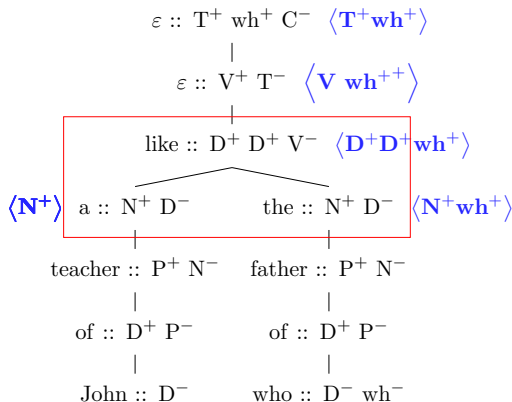 ε :: T⁺ wh⁺ C⁻ ⟨T⁺wh⁺⟩
ε :: V⁺ T⁻ ⟨V wh⁺⁺⟩
like :: D⁺ D⁺ V⁻ ⟨D⁺D⁺wh⁺⟩
⟨N⁺⟩ a :: N⁺ D⁻ the :: N⁺ D⁻ ⟨N⁺wh⁺⟩
teacher :: P⁺ N⁻ father :: P⁺ N⁻
of :: D⁺ P⁻ of :: D⁺ P⁻
John :: D⁻ who :: D⁻ wh⁻